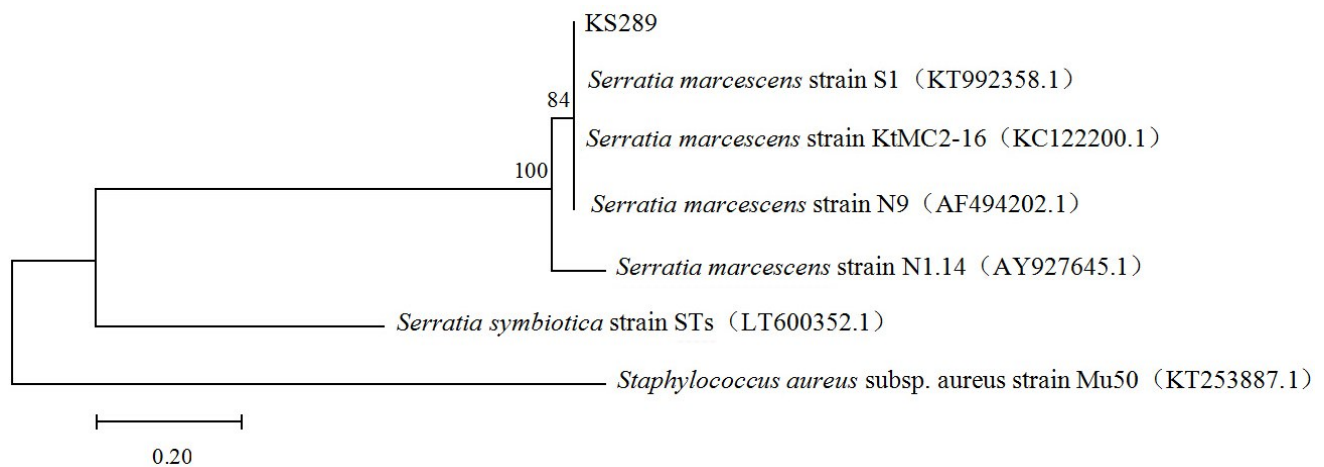 KS289
Serratia marcescens strain S1（KT992358.1）
84
Serratia marcescens strain KtMC2-16（KC122200.1）
100
Serratia marcescens strain N9（AF494202.1）
Serratia marcescens strain N1.14（AY927645.1）
Serratia symbiotica strain STs（LT600352.1）
Staphylococcus aureus subsp. aureus strain Mu50（KT253887.1）
0.20